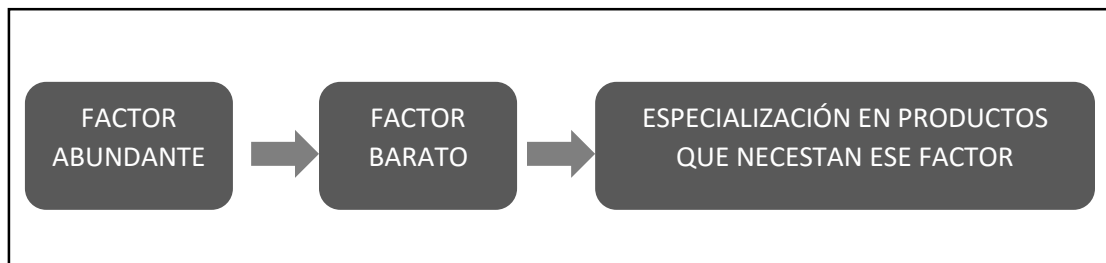 FACTOR
ABUNDANTE
FACTOR
BARATO
ESPECIALIZACIÓN EN PRODUCTOS
QUE NECESTAN ESE FACTOR